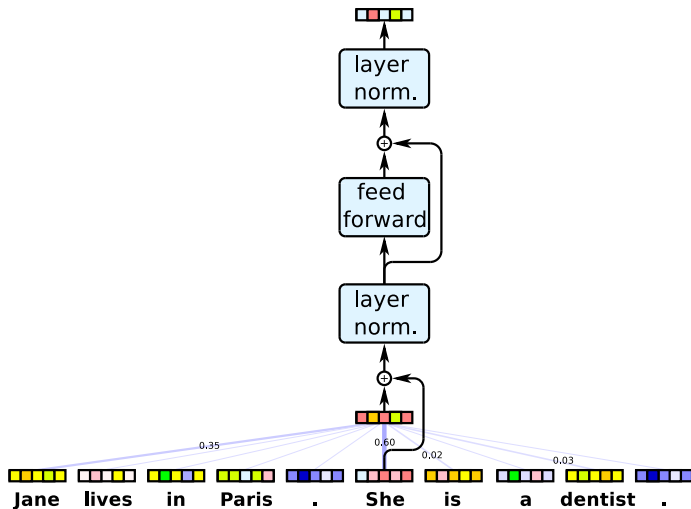 layer
norm.
+
feed
forward
layer
norm.
+
0.35
0.60
0.02
0.03
Jane lives in Paris . She is a dentist .